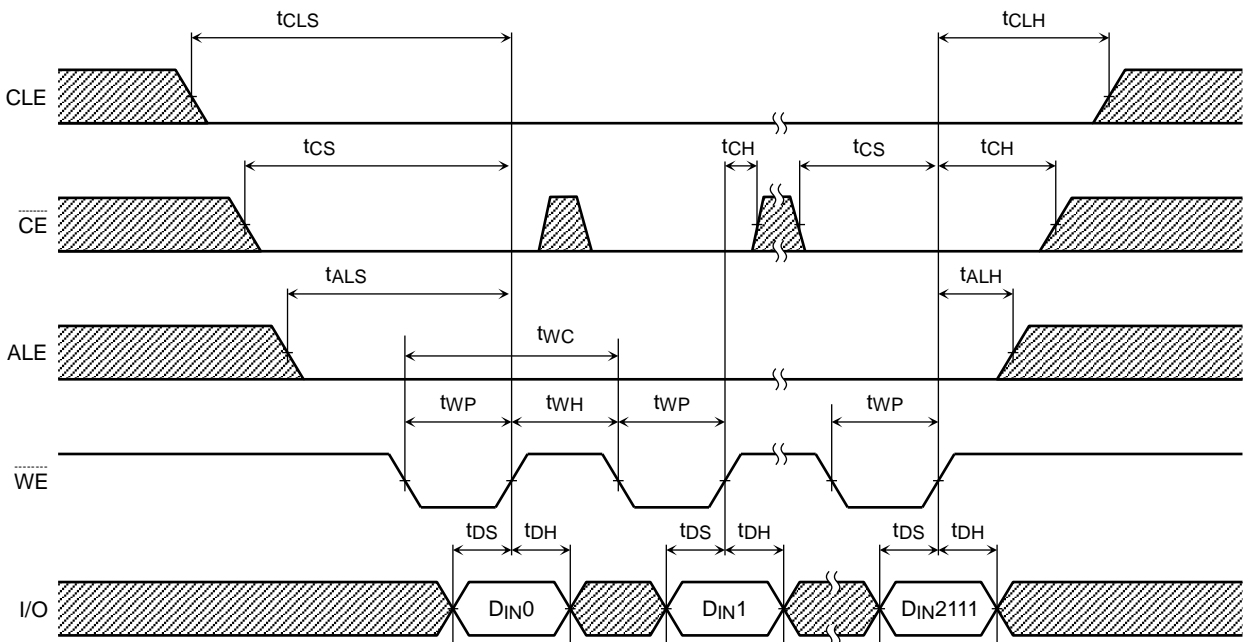 tCLS tCLH
CLE
tCS tCH tCS tCH
CE
tALS tALH
ALE
tWC
tWP tWH tWP tWP
WE
tDS tDH tDS tDH tDS tDH
I/O DIN0 DIN1 DIN2111